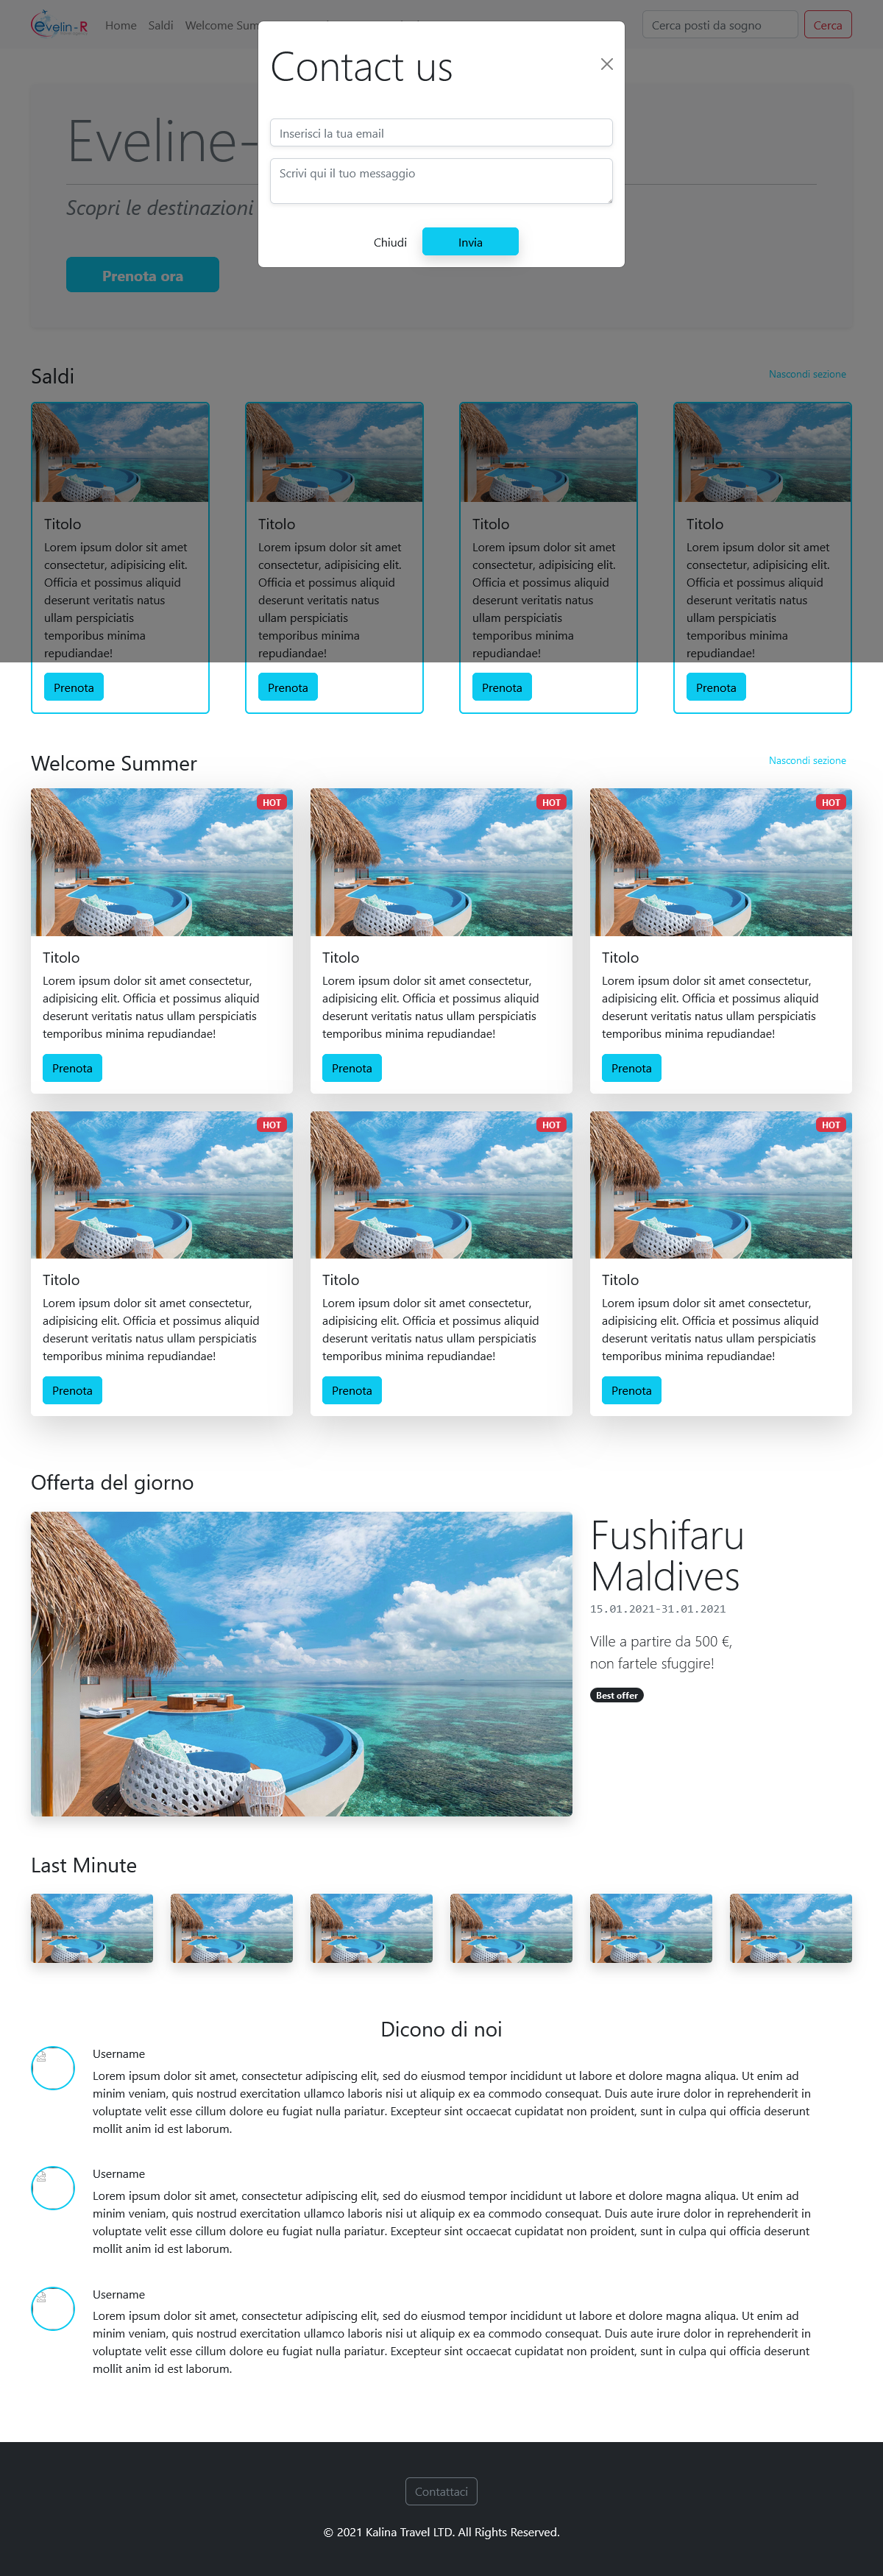 Evelin-R
Home Saldi Welcome Sum
Cerca posti da sogno Cerca
Contact us
Inserisci la tua email
Scrivi qui il tuo messaggio
Chiudi Invia
Eveline-
Scopri le destinazioni
Prenota ora
Saldi
Nascondi sezione
Titolo
Lorem ipsum dolor sit amet
consectetur, adipisicing elit.
Officia et possimus aliquid
deserunt veritatis natus
ullam perspiciatis
temporibus minima
repudiandae!
Prenota
Titolo
Lorem ipsum dolor sit amet
consectetur, adipisicing elit.
Officia et possimus aliquid
deserunt veritatis natus
ullam perspiciatis
temporibus minima
repudiandae!
Prenota
Titolo
Lorem ipsum dolor sit amet
consectetur, adipisicing elit.
Officia et possimus aliquid
deserunt veritatis natus
ullam perspiciatis
temporibus minima
repudiandae!
Prenota
Titolo
Lorem ipsum dolor sit amet
consectetur, adipisicing elit.
Officia et possimus aliquid
deserunt veritatis natus
ullam perspiciatis
temporibus minima
repudiandae!
Prenota
Welcome Summer
Nascondi sezione
HOT
Titolo
Lorem ipsum dolor sit amet consectetur,
adipisicing elit. Officia et possimus aliquid
deserunt veritatis natus ullam perspiciatis
temporibus minima repudiandae!
Prenota
HOT
Titolo
Lorem ipsum dolor sit amet consectetur,
adipisicing elit. Officia et possimus aliquid
deserunt veritatis natus ullam perspiciatis
temporibus minima repudiandae!
Prenota
HOT
Titolo
Lorem ipsum dolor sit amet consectetur,
adipisicing elit. Officia et possimus aliquid
deserunt veritatis natus ullam perspiciatis
temporibus minima repudiandae!
Prenota
HOT
Titolo
Lorem ipsum dolor sit amet consectetur,
adipisicing elit. Officia et possimus aliquid
deserunt veritatis natus ullam perspiciatis
temporibus minima repudiandae!
Prenota
HOT
Titolo
Lorem ipsum dolor sit amet consectetur,
adipisicing elit. Officia et possimus aliquid
deserunt veritatis natus ullam perspiciatis
temporibus minima repudiandae!
Prenota
HOT
Titolo
Lorem ipsum dolor sit amet consectetur,
adipisicing elit. Officia et possimus aliquid
deserunt veritatis natus ullam perspiciatis
temporibus minima repudiandae!
Prenota
Offerta del giorno
Fushifaru
Maldives
15.01.2021-31.01.2021
Ville a partire da 500 €,
non fartele sfuggire!
Best offer
Last Minute
Dicono di noi
Username
Lorem ipsum dolor sit amet, consectetur adipiscing elit, sed do eiusmod tempor incididunt ut labore et dolore magna aliqua. Ut enim ad
minim veniam, quis nostrud exercitation ullamco laboris nisi ut aliquip ex ea commodo consequat. Duis aute irure dolor in reprehenderit in
voluptate velit esse cillum dolore eu fugiat nulla pariatur. Excepteur sint occaecat cupidatat non proident, sunt in culpa qui officia deserunt
mollit anim id est laborum.
Username
Lorem ipsum dolor sit amet, consectetur adipiscing elit, sed do eiusmod tempor incididunt ut labore et dolore magna aliqua. Ut enim ad
minim veniam, quis nostrud exercitation ullamco laboris nisi ut aliquip ex ea commodo consequat. Duis aute irure dolor in reprehenderit in
voluptate velit esse cillum dolore eu fugiat nulla pariatur. Excepteur sint occaecat cupidatat non proident, sunt in culpa qui officia deserunt
mollit anim id est laborum.
Username
Lorem ipsum dolor sit amet, consectetur adipiscing elit, sed do eiusmod tempor incididunt ut labore et dolore magna aliqua. Ut enim ad
minim veniam, quis nostrud exercitation ullamco laboris nisi ut aliquip ex ea commodo consequat. Duis aute irure dolor in reprehenderit in
voluptate velit esse cillum dolore eu fugiat nulla pariatur. Excepteur sint occaecat cupidatat non proident, sunt in culpa qui officia deserunt
mollit anim id est laborum.
Contattaci
© 2021 Kalina Travel LTD. All Rights Reserved.